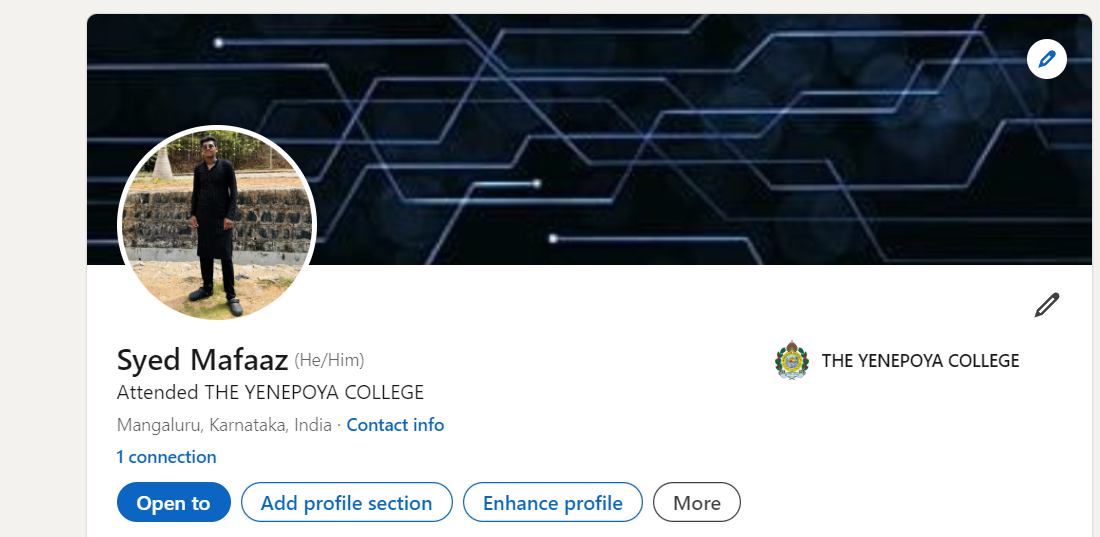 Syed Mafaaz (He/Him)
THE YENEPOYA COLLEGE
Attended THE YENEPOYA COLLEGE
Mangaluru, Karnataka, India · Contact info
1 connection
Open to
Add profile section
Enhance profile
More